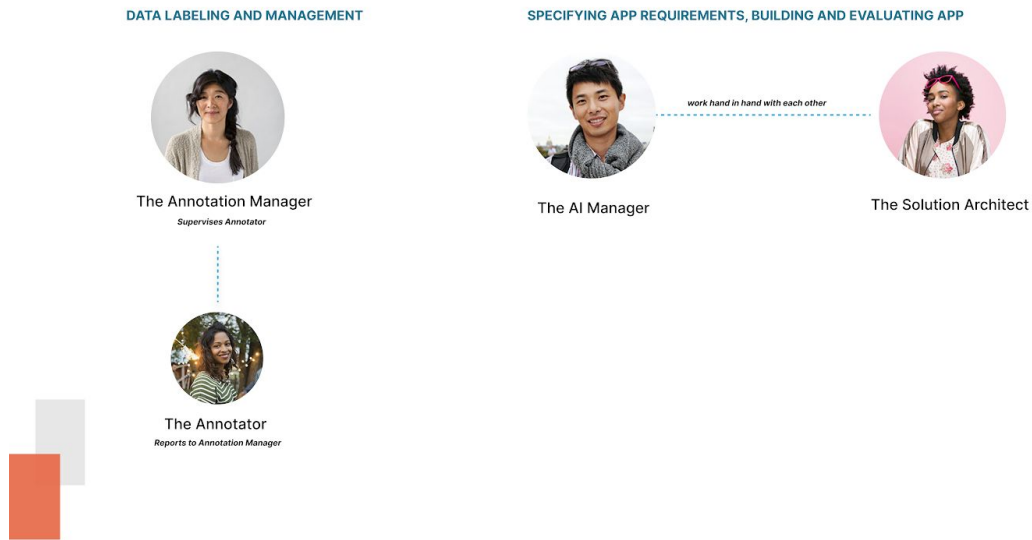 DATA LABELING AND MANAGEMENT
The Annotation Manager
Supervises Annotator
The Annotator
Reports to Annotation Manager
SPECIFYING APP REQUIREMENTS, BUILDING AND EVALUATING APP
work hand in hand with each other
The AI Manager
The Solution Architect